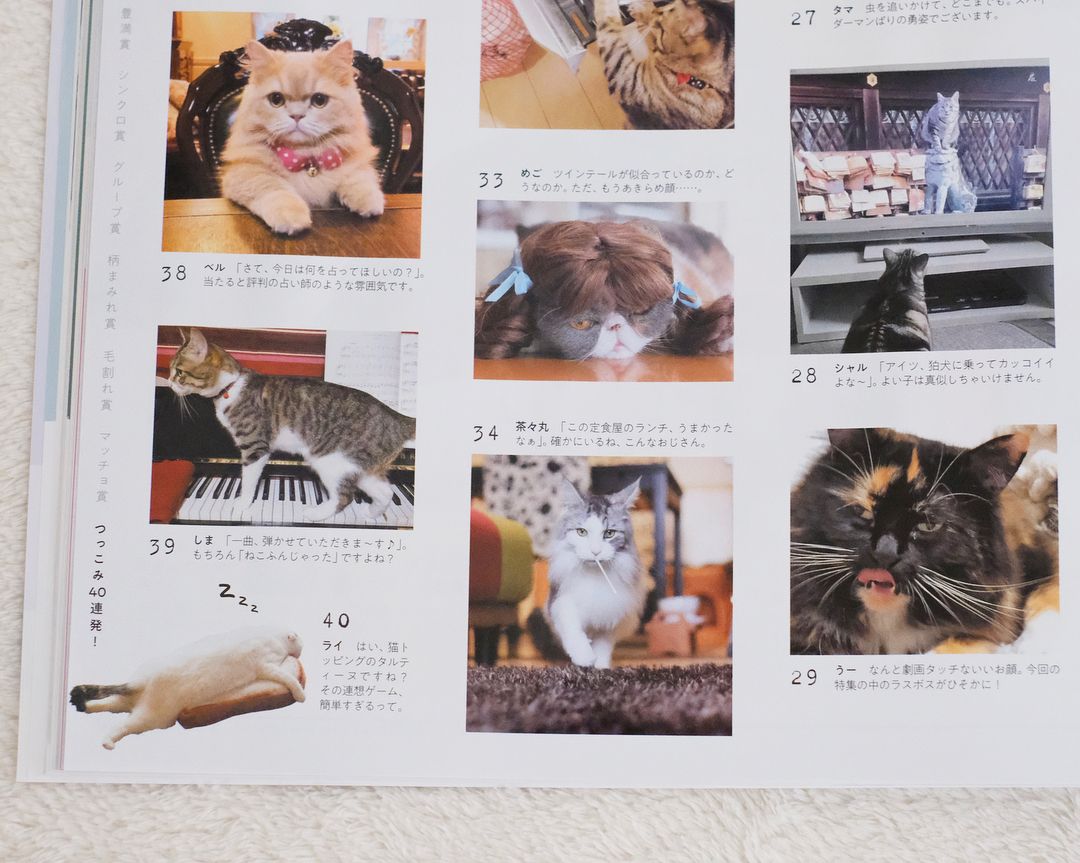 豊満賞 シンクロ賞 グループ賞 柄まみれ賞 毛割れ賞 マッチョ賞 つっこみ40連発!
38 ベル 「さて、今日は何を占ってほしいの?」。
当たると評判の占い師のような雰囲気です。
39 しま 「一曲、弾かせていただきま〜す♪」。
もちろん「ねこふんじゃった」ですよね?
zzz
40
ライ はい、猫ト
ッピングのタルテ
ィーヌですね?
その連想ゲーム、
簡単すぎるって。
33 めご ツインテールが似合っているのか、ど
うなのか。ただ、もうあきらめ顔……。
34 茶々丸 「この定食屋のランチ、うまかった
なぁ」。確かにいるね、こんなおじさん。
27 タマ 虫を追いかけて、どこまでも。スパイ
ダーマンばりの勇姿でございます。
28 シャル 「アイツ、狛犬に乗ってカッコイイ
よな〜」。よい子は真似しちゃいけません。
29 うー なんと劇画タッチないいお顔。今回の
特集の中のラスボスがひそかに!